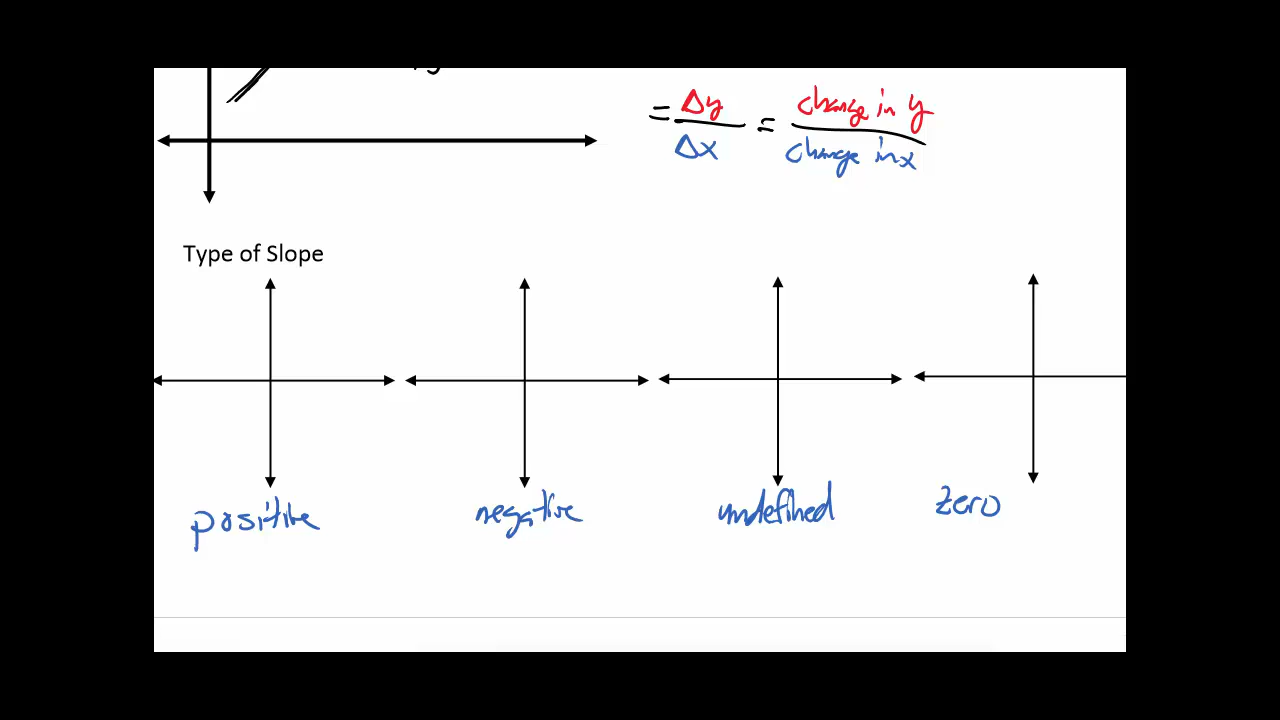 = Δy / Δx = change in y / change in x
Type of Slope
positive negative undefined zero